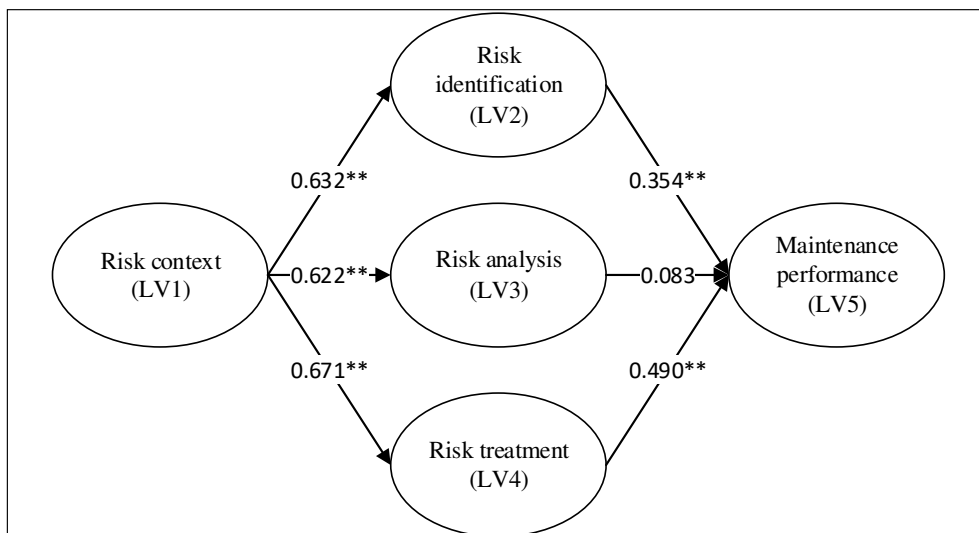 Risk
identification
(LV2)
0.632**
0.354**
Risk context
(LV1)
0.622**
Risk analysis
(LV3)
0.083
Maintenance
performance
(LV5)
0.671**
0.490**
Risk treatment
(LV4)